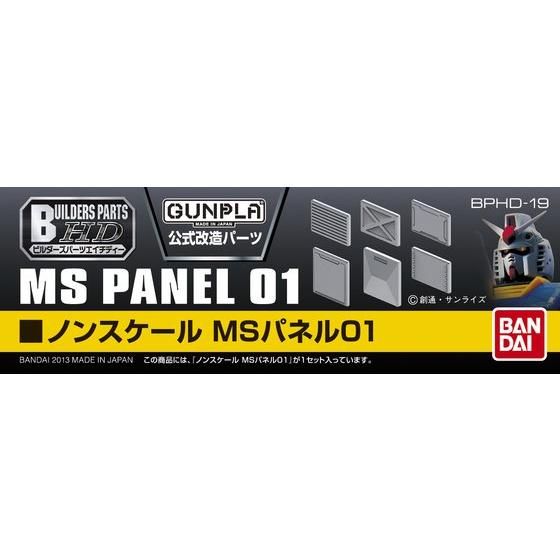 BUILDERS PARTS
HD
ビルダーズパーツエイチディー
GUNPLA
MADE IN JAPAN
公式改造パーツ
BPHD-19
MS PANEL 01
©創通・サンライズ
■ノンスケール MSパネル01
BAN
DAI
BANDAI 2013 MADE IN JAPAN この商品には、「ノンスケール MSパネル01」が1セット入っています。